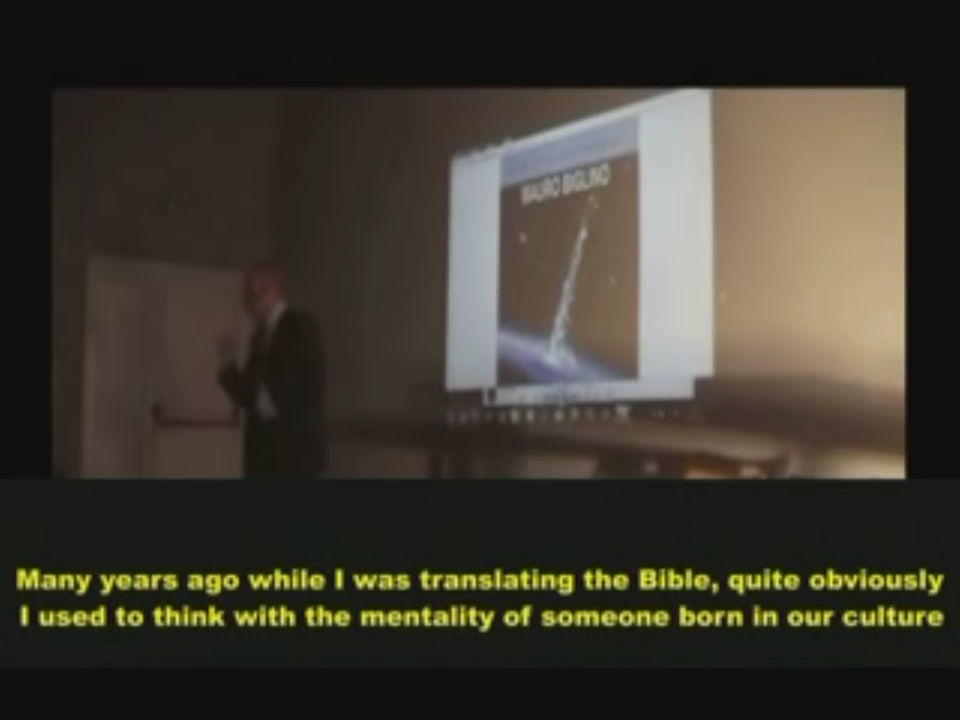 MAURO BIGLINO
Many years ago while I was translating the Bible, quite obviously
I used to think with the mentality of someone born in our culture